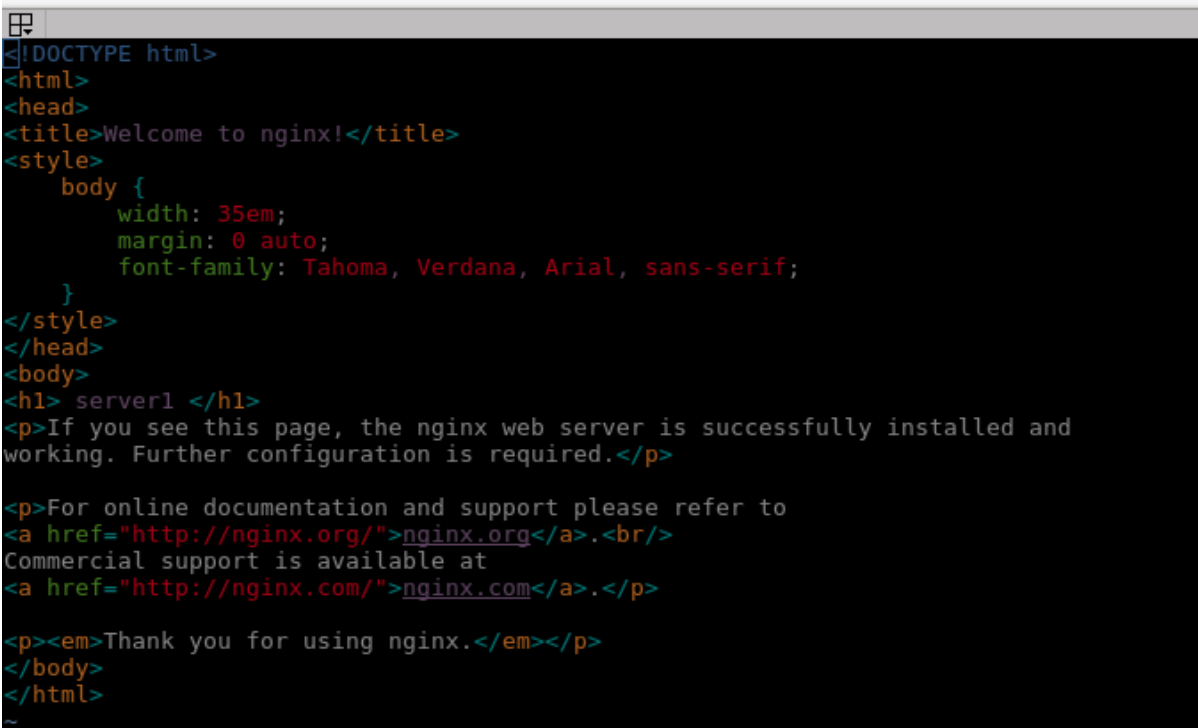 <!DOCTYPE html>
<html>
<head>
<title>Welcome to nginx!</title>
<style>
    body {
        width: 35em;
        margin: 0 auto;
        font-family: Tahoma, Verdana, Arial, sans-serif;
    }
</style>
</head>
<body>
<h1> server1 </h1>
<p>If you see this page, the nginx web server is successfully installed and
working. Further configuration is required.</p>

<p>For online documentation and support please refer to
<a href="http://nginx.org/">nginx.org</a>.<br/>
Commercial support is available at
<a href="http://nginx.com/">nginx.com</a>.</p>

<p><em>Thank you for using nginx.</em></p>
</body>
</html>
~